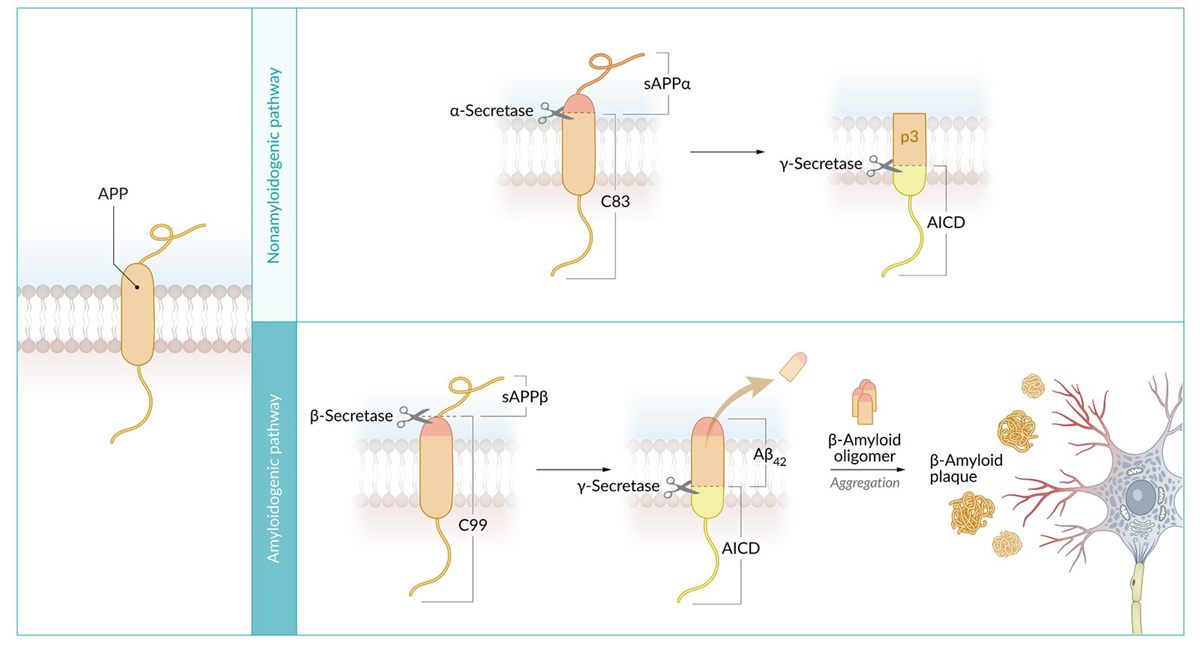 APP
Nonamyloidogenic pathway
α-Secretase
sAPPα
C83
γ-Secretase
p3
AICD
Amyloidogenic pathway
β-Secretase
sAPPβ
C99
γ-Secretase
Aβ42
AICD
β-Amyloid
oligomer
Aggregation
β-Amyloid
plaque